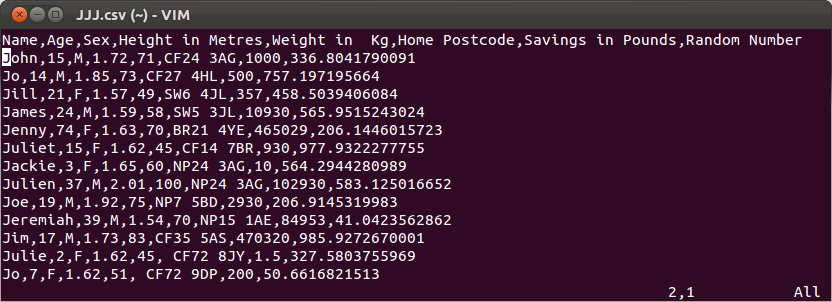 JJJ.csv (~) - VIM
Name,Age,Sex,Height in Metres,Weight in  Kg,Home Postcode,Savings in Pounds,Random Number
John,15,M,1.72,71,CF24 3AG,1000,336.8041790091
Jo,14,M,1.85,73,CF27 4HL,500,757.197195664
Jill,21,F,1.57,49,SW6 4JL,357,458.5039406084
James,24,M,1.59,58,SW5 3JL,10930,565.9515243024
Jenny,74,F,1.63,70,BR21 4YE,465029,206.1446015723
Juliet,15,F,1.62,45,CF14 7BR,930,977.9322277755
Jackie,3,F,1.65,60,NP24 3AG,10,564.2944280989
Julien,37,M,2.01,100,NP24 3AG,102930,583.125016652
Joe,19,M,1.92,75,NP7 5BD,2930,206.9145319983
Jeremiah,39,M,1.54,70,NP15 1AE,84953,41.0423562862
Jim,17,M,1.73,83,CF35 5AS,470320,985.9267670001
Julie,2,F,1.62,45, CF72 8JY,1.5,327.5803755969
Jo,7,F,1.62,51, CF72 9DP,200,50.6616821513
2,1 All